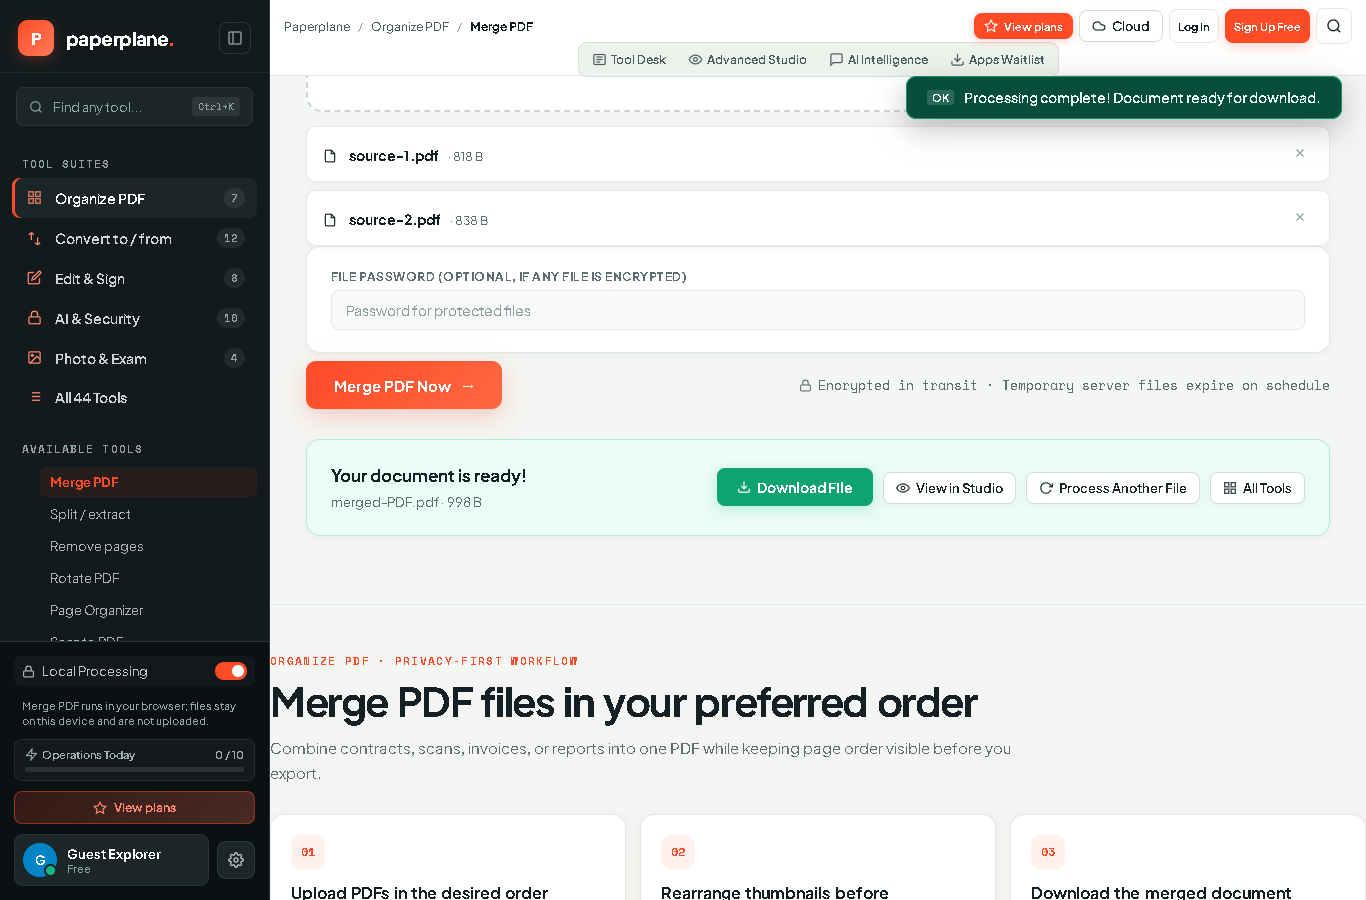 P paperplane.
Find any tool... Ctrl+K
TOOL SUITES
Organize PDF 7
Convert to / from 12
Edit & Sign 8
AI & Security 10
Photo & Exam 4
All 44 Tools
AVAILABLE TOOLS
Merge PDF
Split / extract
Remove pages
Rotate PDF
Page Organizer
Local Processing
Merge PDF runs in your browser; files stay
on this device and are not uploaded.
Operations Today 0 / 10
View plans
G Guest Explorer
Free
Paperplane / Organize PDF / Merge PDF
View plans
Cloud
Log In
Sign Up Free
Tool Desk
Advanced Studio
AI Intelligence
Apps Waitlist
OK Processing complete! Document ready for download.
source-1.pdf · 818 B ×
source-2.pdf · 838 B ×
FILE PASSWORD (OPTIONAL, IF ANY FILE IS ENCRYPTED)
Password for protected files
Merge PDF Now →
Encrypted in transit · Temporary server files expire on schedule
Your document is ready!
merged-PDF.pdf · 998 B
Download File
View in Studio
Process Another File
All Tools
ORGANIZE PDF · PRIVACY-FIRST WORKFLOW
Merge PDF files in your preferred order
Combine contracts, scans, invoices, or reports into one PDF while keeping page order visible before you
export.
01
Upload PDFs in the desired order
02
Rearrange thumbnails before
03
Download the merged document